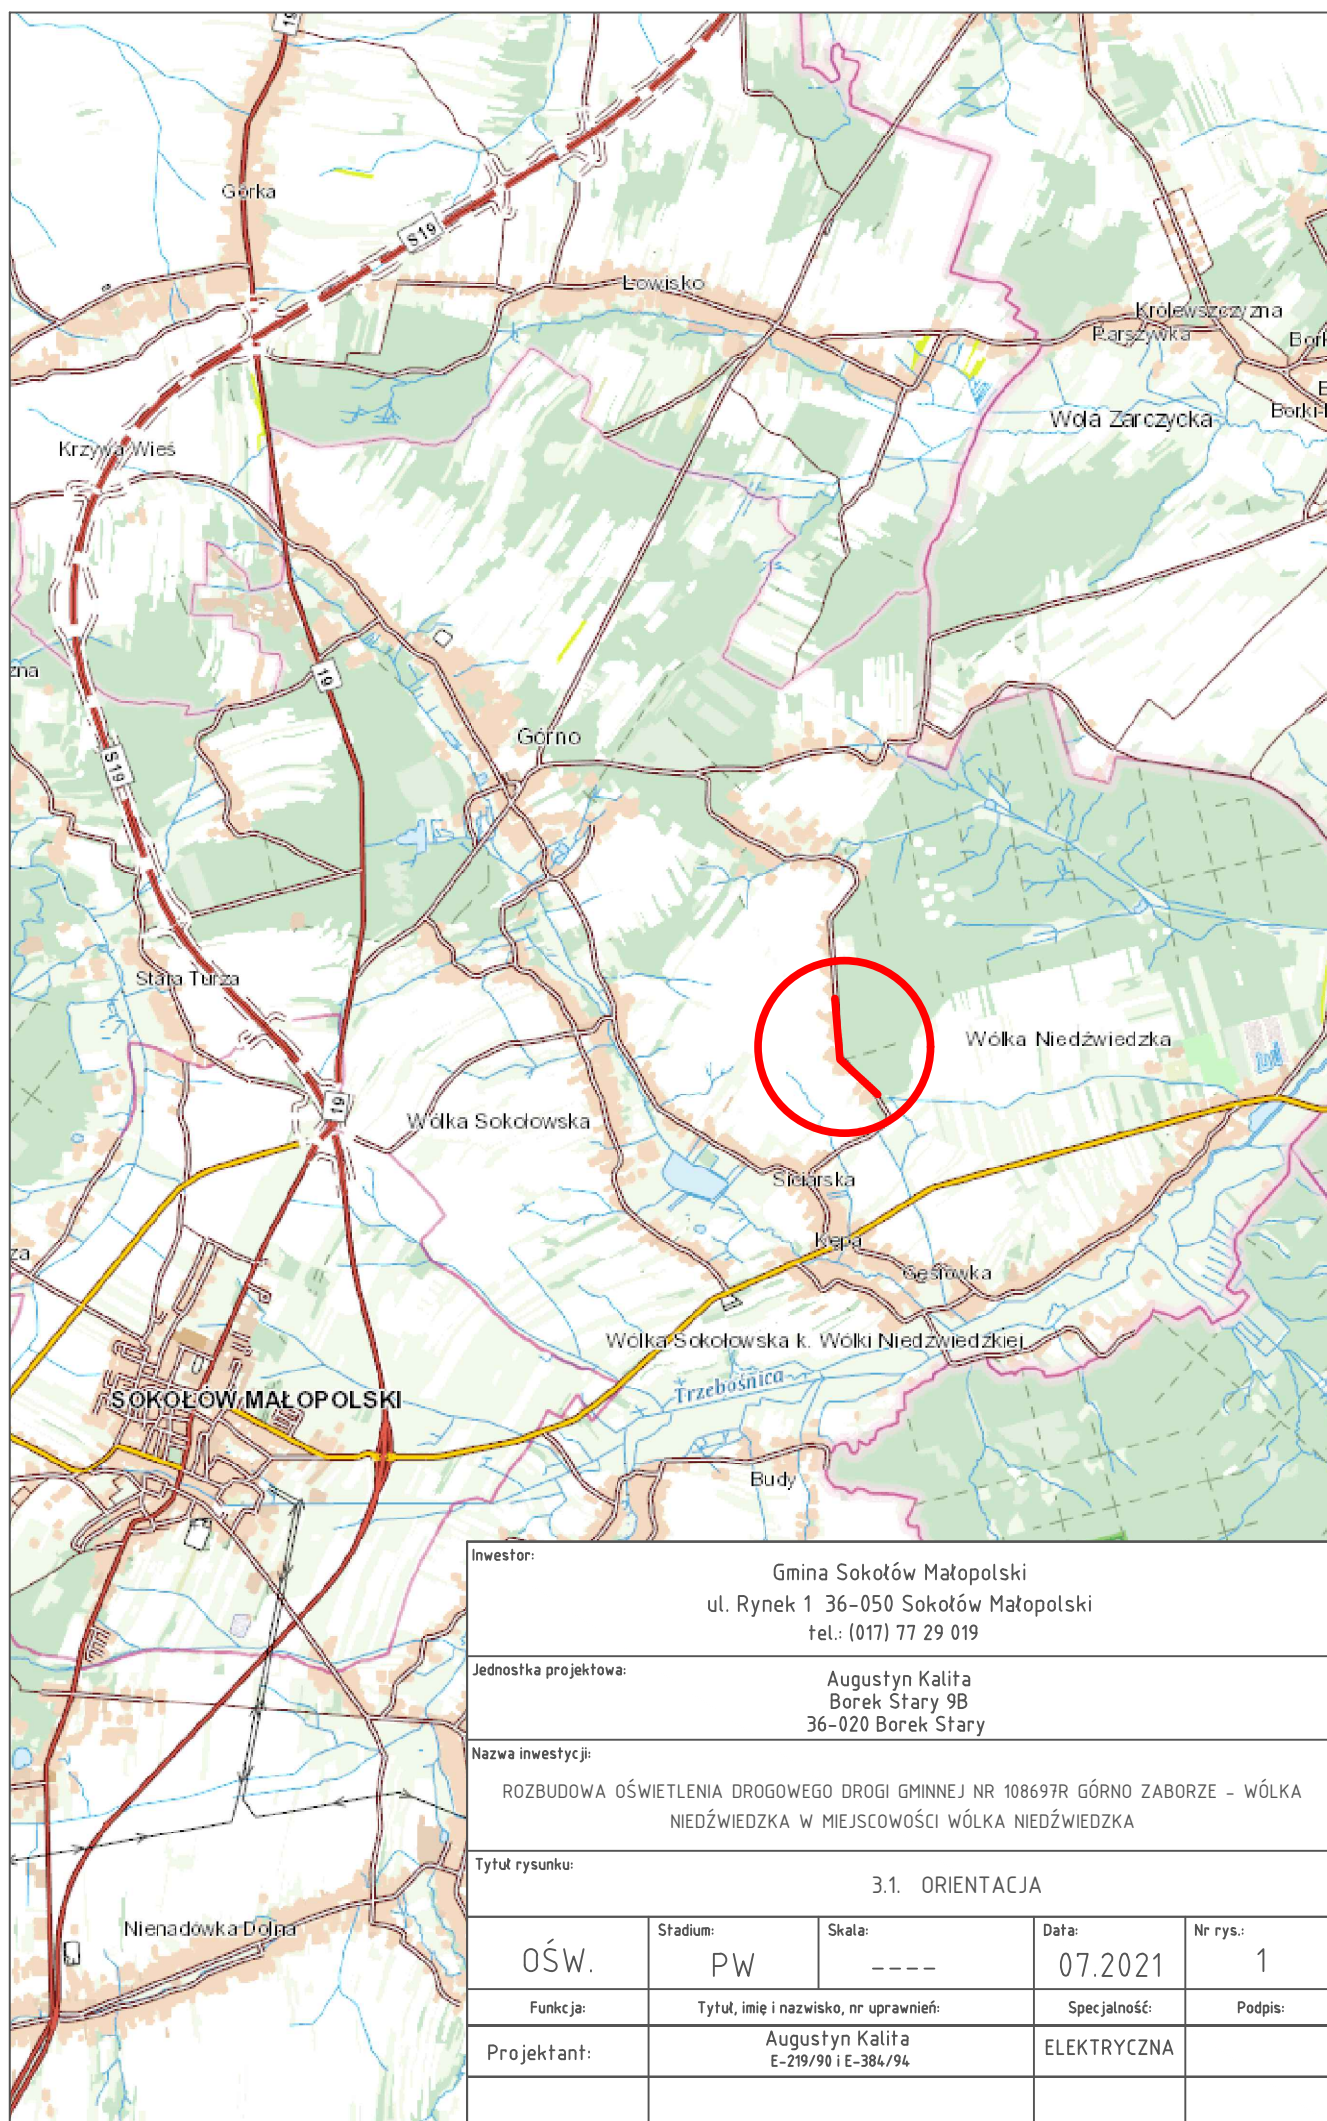 19
Górka
S19
Łowisko
Królewszczyzna
Parszywka
Wola Żarczycka
Krzywa Wieś
19
S19
Górno
Stara Turza
Wólka Niedźwiedzka
19
Wólka Sokołowska
Siciarska
Kępa
Gęsiówka
Wólka Sokołowska k. Wólki Niedźwiedzkiej
Trzebośnica
SOKOŁÓW MAŁOPOLSKI
Budy
Nienadówka Dolna
Inwestor:
Gmina Sokołów Małopolski
ul. Rynek 1 36-050 Sokołów Małopolski
tel.: (017) 77 29 019
Jednostka projektowa:
Augustyn Kalita
Borek Stary 9B
36-020 Borek Stary
Nazwa inwestycji:
ROZBUDOWA OŚWIETLENIA DROGOWEGO DROGI GMINNEJ NR 108697R GÓRNO ZABORZE - WÓLKA
NIEDŹWIEDZKA W MIEJSCOWOŚCI WÓLKA NIEDŹWIEDZKA
Tytuł rysunku:
3.1. ORIENTACJA
OŚW.
Stadium:
PW
Skala:
----
Data:
07.2021
Nr rys.:
1
Funkcja:
Tytuł, imię i nazwisko, nr uprawnień:
Specjalność:
Podpis:
Projektant:
Augustyn Kalita
E-219/90 i E-384/94
ELEKTRYCZNA